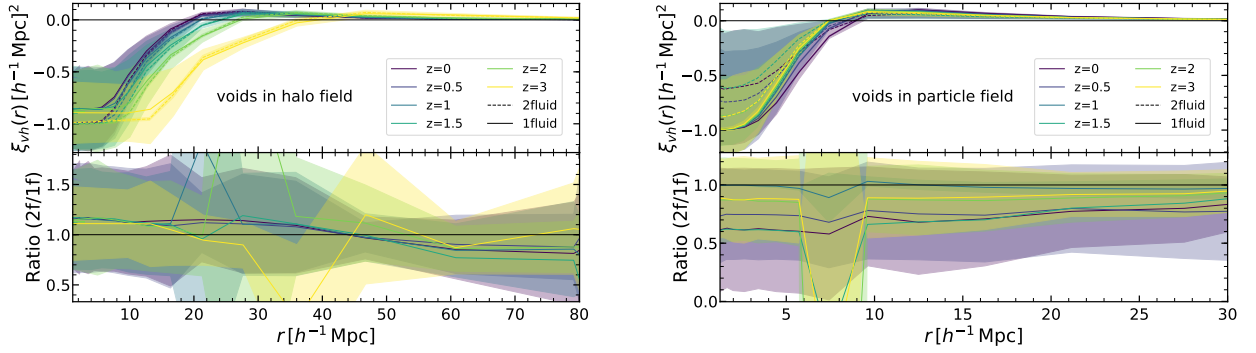 0.0
−0.5
−1.0
ξvh(r) [h⁻¹ Mpc]²
voids in halo field
z=0 z=2
z=0.5 z=3
z=1 2fluid
z=1.5 1fluid
1.5
1.0
0.5
Ratio (2f/1f)
10 20 30 40 50 60 70 80
r [h⁻¹ Mpc]
0.0
−0.5
−1.0
ξvh(r) [h⁻¹ Mpc]²
voids in particle field
z=0 z=2
z=0.5 z=3
z=1 2fluid
z=1.5 1fluid
1.0
0.5
0.0
Ratio (2f/1f)
5 10 15 20 25 30
r [h⁻¹ Mpc]